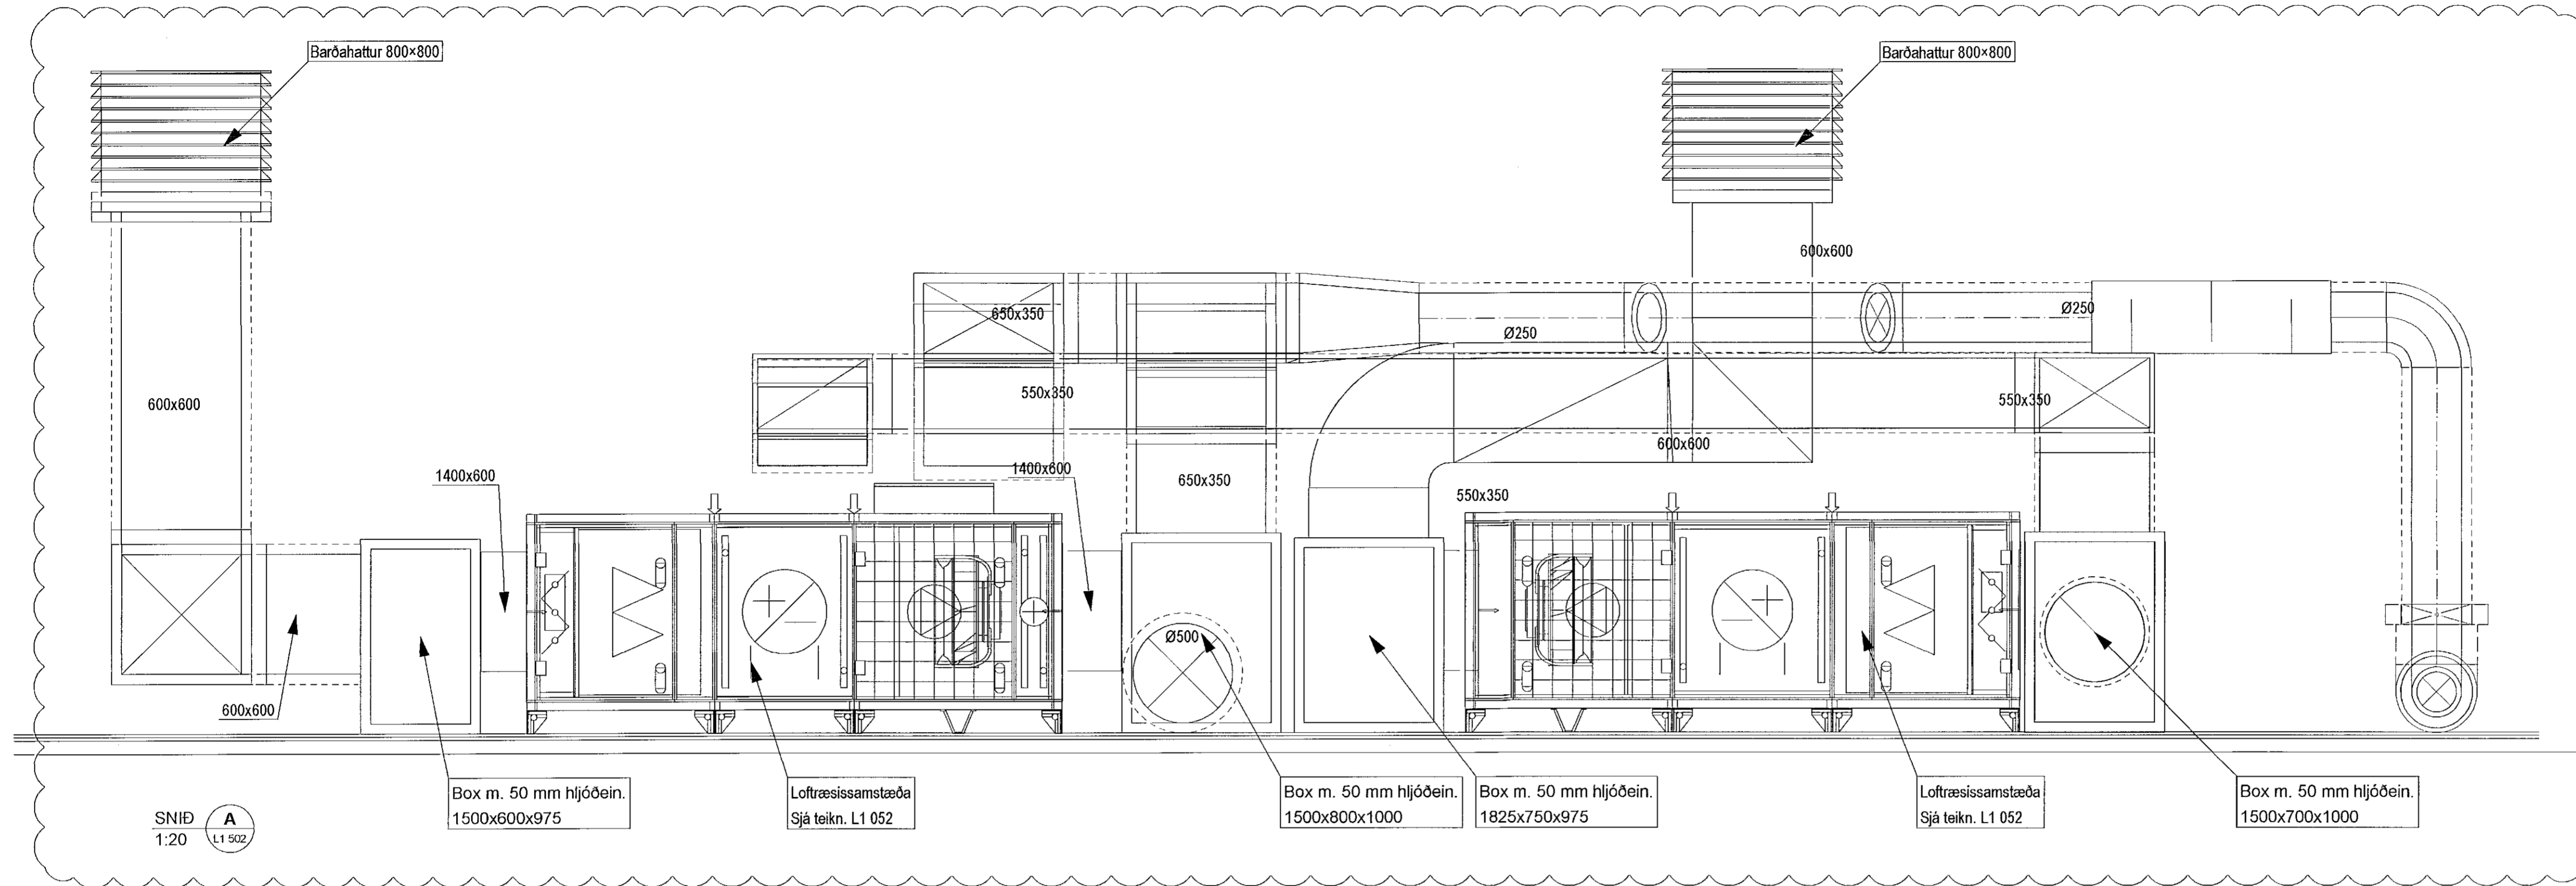 Barðahattur 800×800
Barðahattur 800×800
600x600
650x350
Ø250
Ø250
600x600
550x350
550x350
600x600
1400x600
1400x600
650x350
550x350
Ø500
600x600
Box m. 50 mm hljóðein.
1500x600x975
Loftræsissamstæða
Sjá teikn. L1 052
Box m. 50 mm hljóðein.
1500x800x1000
Box m. 50 mm hljóðein.
1825x750x975
Loftræsissamstæða
Sjá teikn. L1 052
Box m. 50 mm hljóðein.
1500x700x1000
SNIÐ
1:20
A
L1 502